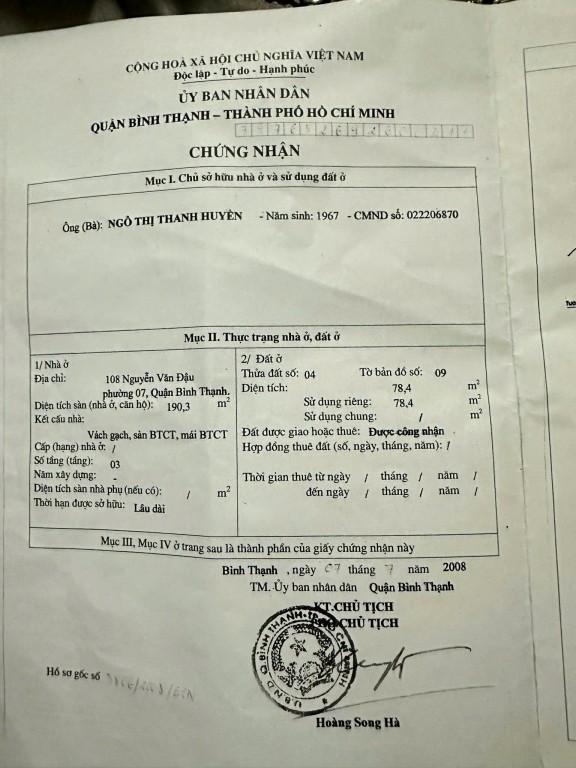 CỘNG HOÀ XÃ HỘI CHỦ NGHĨA VIỆT NAM
Độc lập - Tự do - Hạnh phúc
ỦY BAN NHÂN DÂN
QUẬN BÌNH THẠNH – THÀNH PHỐ HỒ CHÍ MINH
CHỨNG NHẬN
Mục I. Chủ sở hữu nhà ở và sử dụng đất ở
Ông (Bà): NGÔ THỊ THANH HUYỀN - Năm sinh: 1967 - CMND số: 022206870
Mục II. Thực trạng nhà ở, đất ở
1/ Nhà ở
Địa chỉ: 108 Nguyễn Văn Đậu
phường 07, Quận Bình Thạnh.
Diện tích sàn (nhà ở, căn hộ): 190,3 m²
Kết cấu nhà:
Vách gạch, sàn BTCT, mái BTCT
Cấp (hạng) nhà ở: /
Số tầng (tầng): 03
Năm xây dựng: -
Diện tích sàn nhà phụ (nếu có): / m²
Thời hạn được sở hữu: Lâu dài
2/ Đất ở
Thửa đất số: 04 Tờ bản đồ số: 09
Diện tích: 78,4 m²
Sử dụng riêng: 78,4 m²
Sử dụng chung: / m²
Đất được giao hoặc thuê: Được công nhận
Hợp đồng thuê đất (số, ngày, tháng, năm): /
Thời gian thuê từ ngày / tháng / năm /
đến ngày / tháng / năm /
Mục III, Mục IV ở trang sau là thành phần của giấy chứng nhận này
Bình Thạnh , ngày 07 tháng 7 năm 2008
TM. Ủy ban nhân dân Quận Bình Thạnh
KT.CHỦ TỊCH
PHÓ CHỦ TỊCH
U.B.N.D Q.BÌNH THẠNH-TP.HỒ CHÍ MINH
Hồ sơ gốc số
Hoàng Song Hà